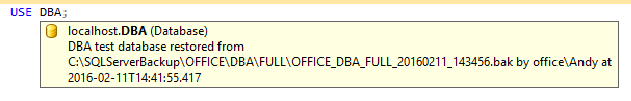 USE DBA;
localhost.DBA (Database)
DBA test database restored from
C:\SQLServerBackup\OFFICE\DBA\FULL\OFFICE_DBA_FULL_20160211_143456.bak by office\Andy at
2016-02-11T14:41:55.417